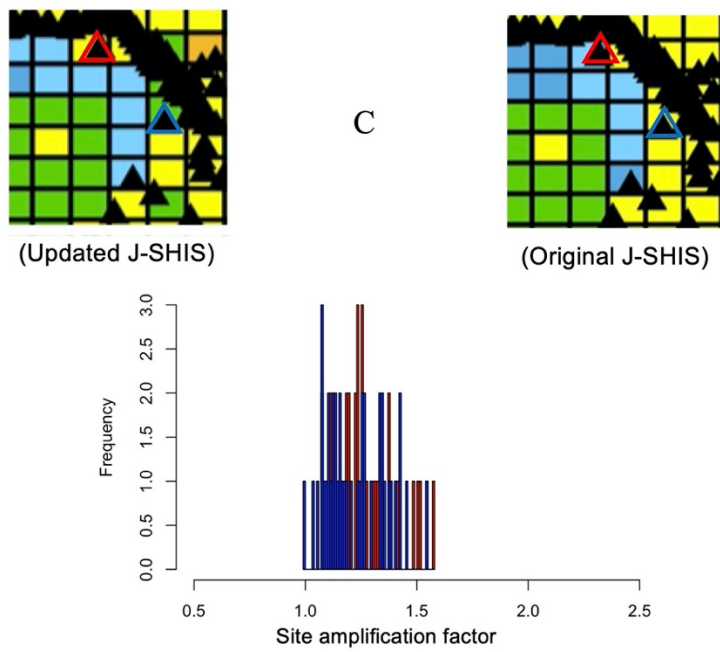 C
(Updated J-SHIS)
(Original J-SHIS)
Frequency
3.0
2.5
2.0
1.5
1.0
0.5
0.0
0.5 1.0 1.5 2.0 2.5
Site amplification factor